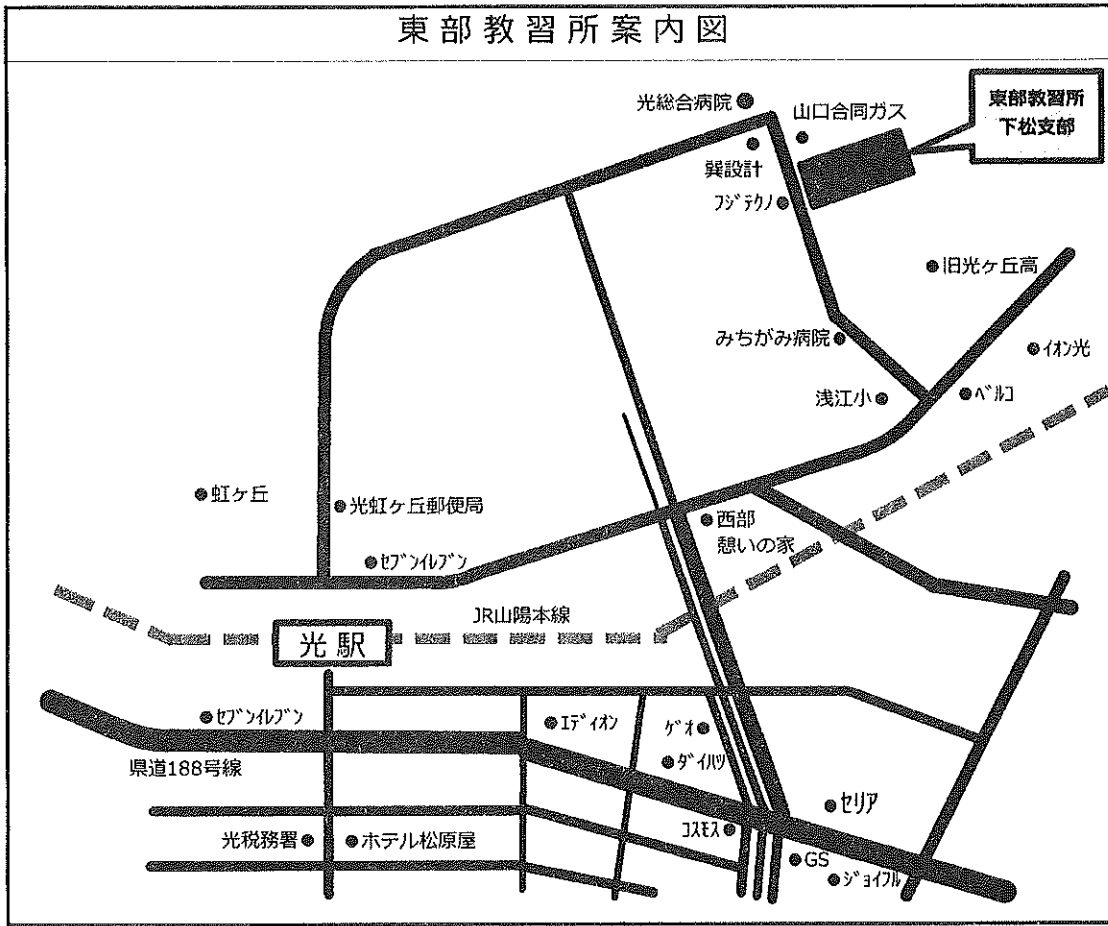 東部教習所案内図
光総合病院
山口合同ガス
東部教習所
下松支部
巽設計
フジテクノ
旧光ヶ丘高
みちがみ病院
イオン光
浅江小
ベルコ
虹ヶ丘
光虹ヶ丘郵便局
西部
憩いの家
セブンイレブン
JR山陽本線
光駅
セブンイレブン
エディオン
ゲオ
県道188号線
ダイハツ
セリア
コスモス
光税務署
ホテル松原屋
GS
ジョイフル